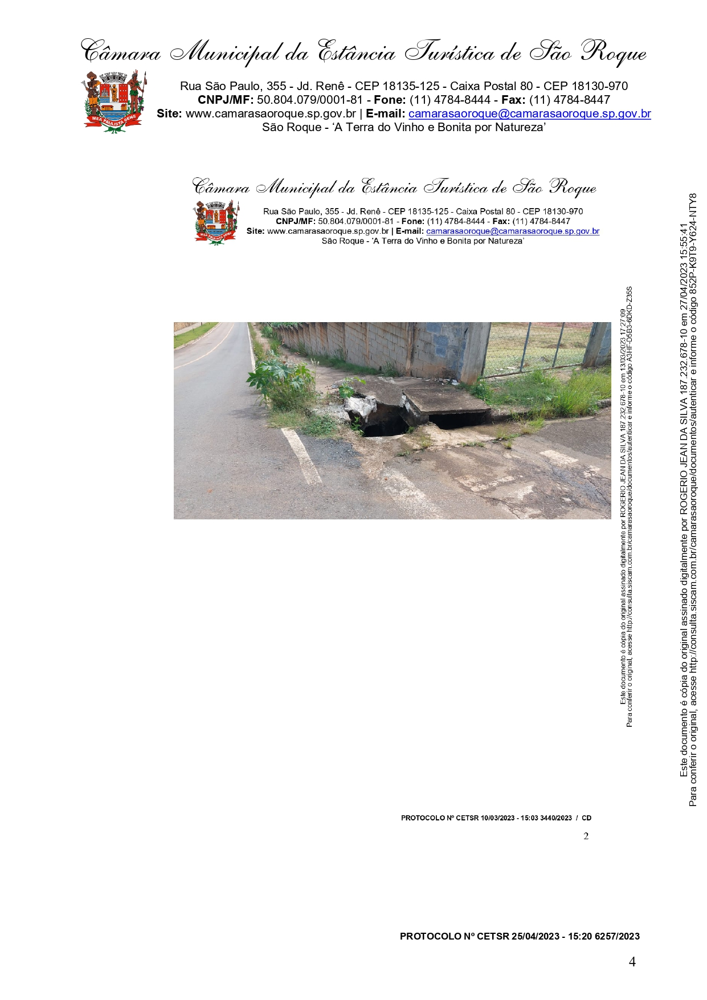 Câmara Municipal da Estância Turística de São Roque
Rua São Paulo, 355 - Jd. Renê - CEP 18135-125 - Caixa Postal 80 - CEP 18130-970
CNPJ/MF: 50.804.079/0001-81 - Fone: (11) 4784-8444 - Fax: (11) 4784-8447
Site: www.camarasaoroque.sp.gov.br | E-mail: camarasaoroque@camarasaoroque.sp.gov.br
São Roque - ‘A Terra do Vinho e Bonita por Natureza’
MEA PAULISTA GENS
Câmara Municipal da Estância Turística de São Roque
Rua São Paulo, 355 - Jd. Renê - CEP 18135-125 - Caixa Postal 80 - CEP 18130-970
CNPJ/MF: 50.804.079/0001-81 - Fone: (11) 4784-8444 - Fax: (11) 4784-8447
Site: www.camarasaoroque.sp.gov.br | E-mail: camarasaoroque@camarasaoroque.sp.gov.br
São Roque - ‘A Terra do Vinho e Bonita por Natureza’
MEA PAULISTA GENS
Este documento é cópia do original assinado digitalmente por ROGERIO JEAN DA SILVA 187.232.678-10 em 13/03/2023 17:27:09
Para conferir o original, acesse http://consulta.siscam.com.br/camarasaoroque/documentos/autenticar e informe o código A3HF-D5B3-6DKD-Z35S
PROTOCOLO Nº CETSR 10/03/2023 - 15:03 3440/2023 / CD
2
Este documento é cópia do original assinado digitalmente por ROGERIO JEAN DA SILVA 187.232.678-10 em 27/04/2023 15:55:41
Para conferir o original, acesse http://consulta.siscam.com.br/camarasaoroque/documentos/autenticar e informe o código 852P-K9T9-Y624-NTY8
PROTOCOLO Nº CETSR 25/04/2023 - 15:20 6257/2023
4